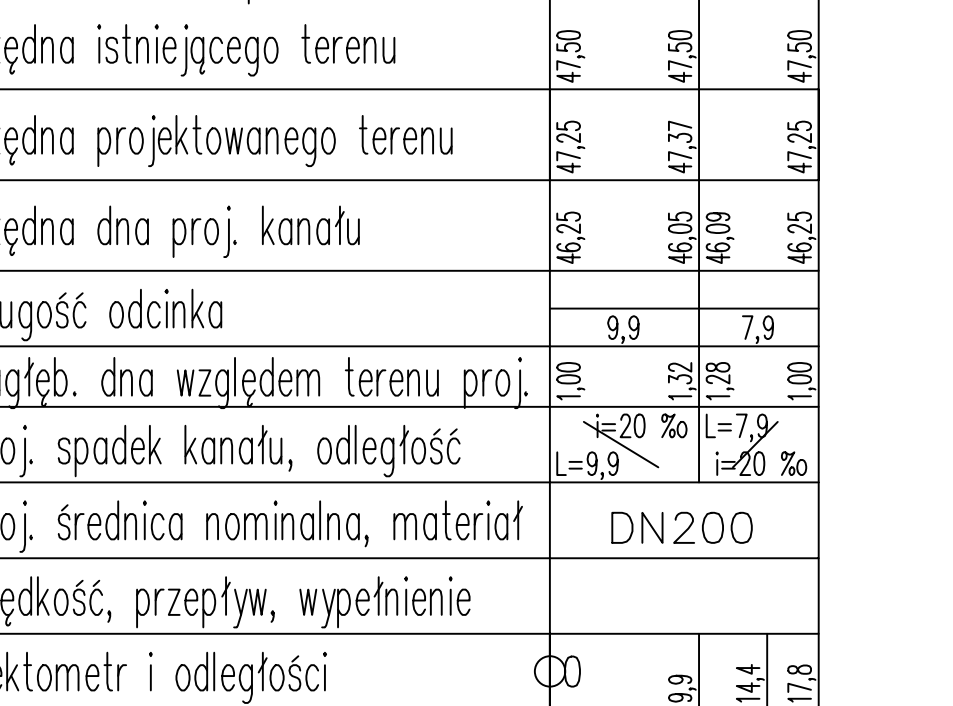 ędna istniejącego terenu 47,50 47,50 47,50
ędna projektowanego terenu 47,25 47,37 47,25
ędna dna proj. kanału 46,25 46,05 46,09 46,25
ugość odcinka 9,9 7,9
głęb. dna względem terenu proj. 1,00 1,32 1,28 1,00
oj. spadek kanału, odległość i=20 ‰ L=9,9 L=7,9 i=20 ‰
oj. średnica nominalna, materiał DN200
ędkość, przepływ, wypełnienie
ektometr i odległości 0 9,9 14,4 17,8